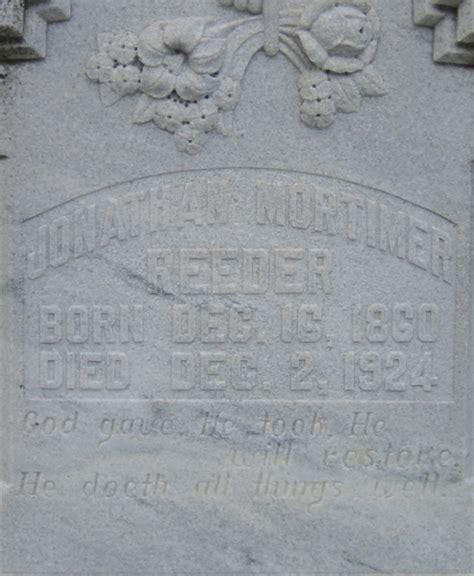 JONATHAN MORTIMER
REEDER
BORN DEC. 16, 1860
DIED DEC. 2, 1924
God gave, He took, He
will restore,
He doeth all things well.